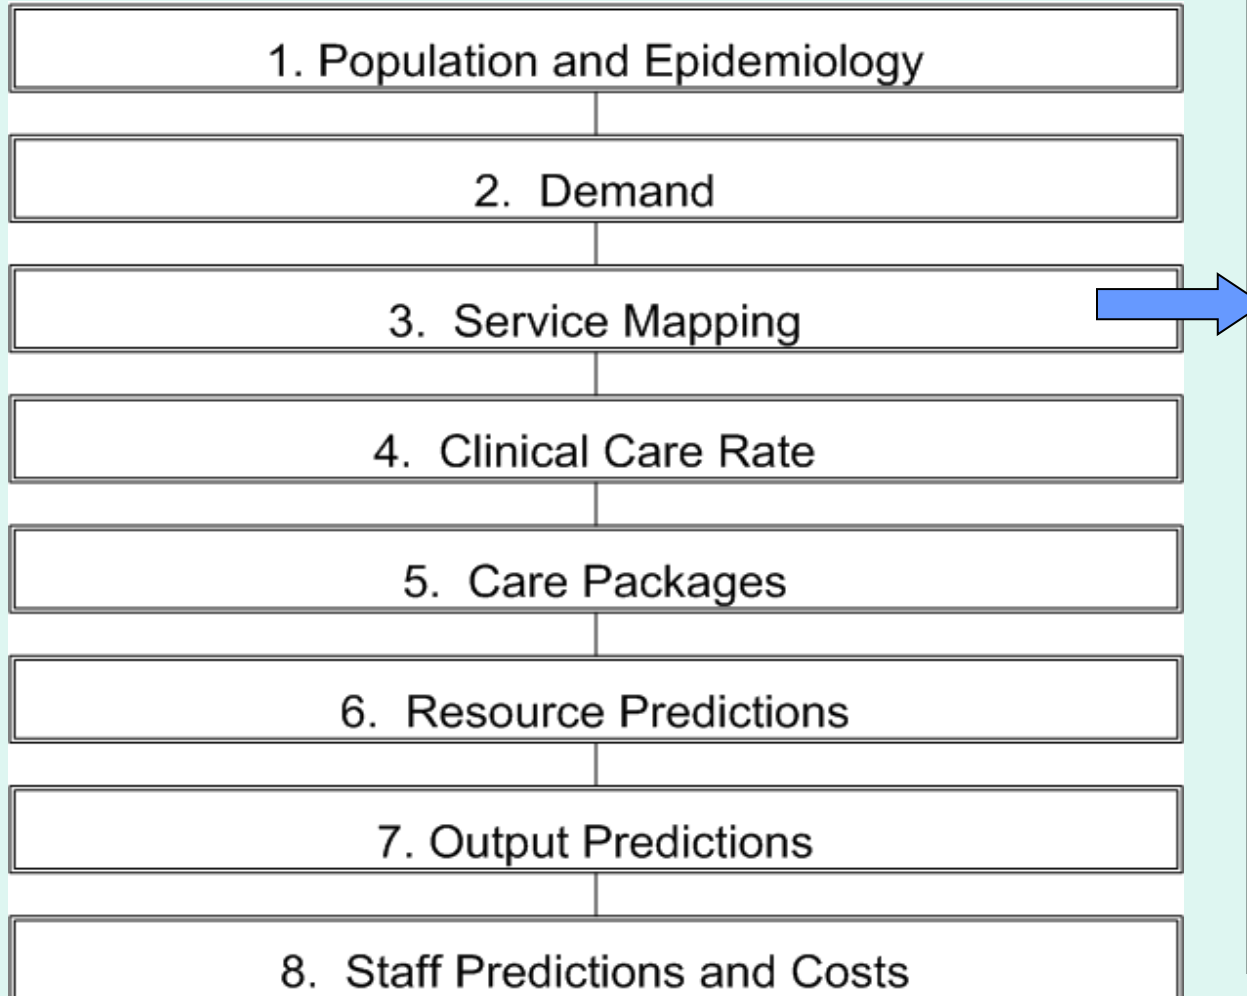 1. Population and Epidemiology
2. Demand
3. Service Mapping
4. Clinical Care Rate
5. Care Packages
6. Resource Predictions
7. Output Predictions
8. Staff Predictions and Costs